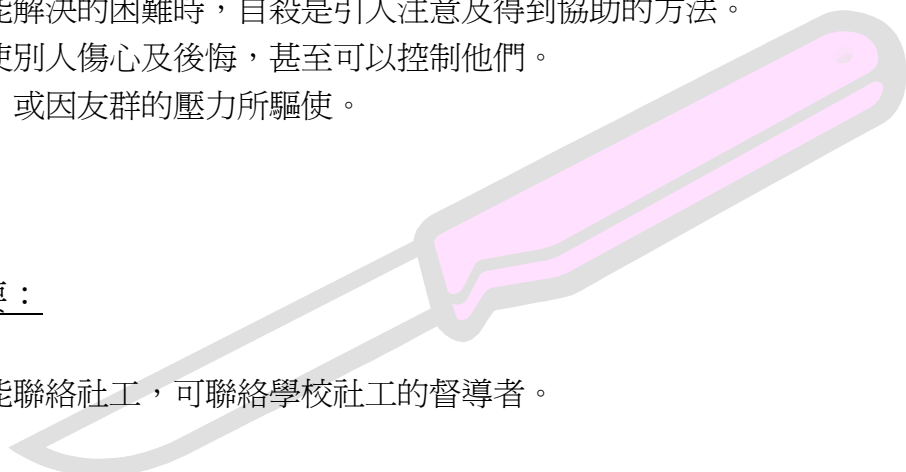 解決的困難時，自殺是引人注意及得到協助的方法。
別人傷心及後悔，甚至可以控制他們。
或因友群的壓力所驅使。
：
聯絡社工，可聯絡學校社工的督導者。